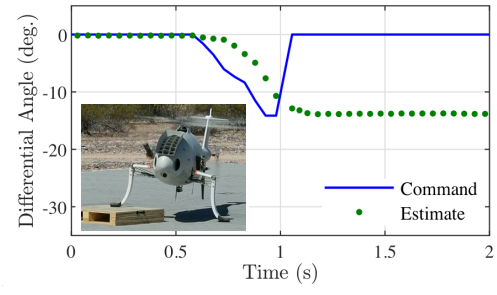 Differential Angle (deg.)
0
-10
-20
-30
Command
Estimate
0
0.5
1
1.5
2
Time (s)